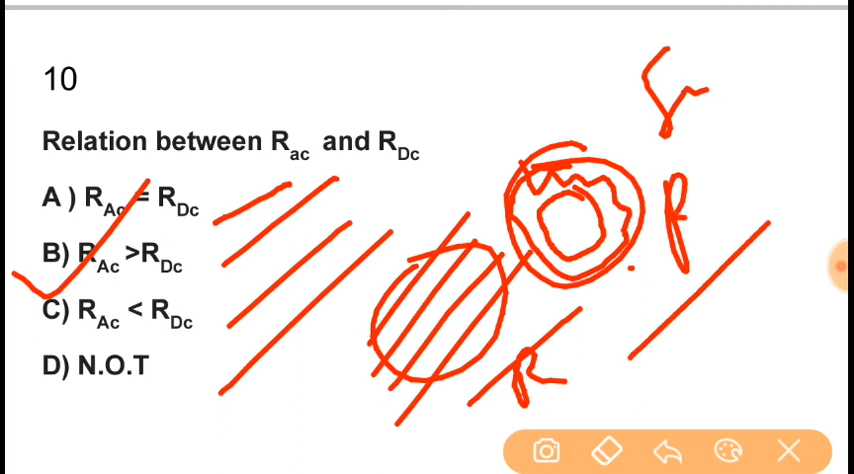 10
Relation between Rac and RDc
A ) RAc = RDc
B) RAc >RDc
C) RAc < RDc
D) N.O.T
R